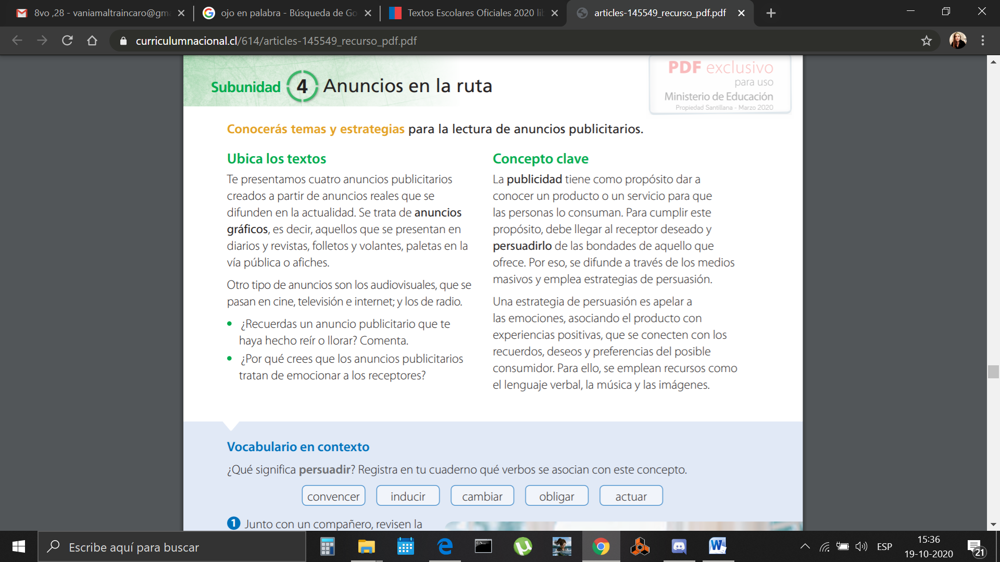 8vo ,28 - vaniamaltraincaro@gma
ojo en palabra - Búsqueda de Go
Textos Escolares Oficiales 2020 lib
articles-145549_recurso_pdf.pdf
curriculumnacional.cl/614/articles-145549_recurso_pdf.pdf
Subunidad 4 Anuncios en la ruta
PDF exclusivo
para uso
Ministerio de Educación
Propiedad Santillana - Marzo 2020
Conocerás temas y estrategias para la lectura de anuncios publicitarios.
Ubica los textos
Te presentamos cuatro anuncios publicitarios
creados a partir de anuncios reales que se
difunden en la actualidad. Se trata de anuncios
gráficos, es decir, aquellos que se presentan en
diarios y revistas, folletos y volantes, paletas en la
vía pública o afiches.
Otro tipo de anuncios son los audiovisuales, que se
pasan en cine, televisión e internet; y los de radio.
• ¿Recuerdas un anuncio publicitario que te
haya hecho reír o llorar? Comenta.
• ¿Por qué crees que los anuncios publicitarios
tratan de emocionar a los receptores?
Concepto clave
La publicidad tiene como propósito dar a
conocer un producto o un servicio para que
las personas lo consuman. Para cumplir este
propósito, debe llegar al receptor deseado y
persuadirlo de las bondades de aquello que
ofrece. Por eso, se difunde a través de los medios
masivos y emplea estrategias de persuasión.
Una estrategia de persuasión es apelar a
las emociones, asociando el producto con
experiencias positivas, que se conecten con los
recuerdos, deseos y preferencias del posible
consumidor. Para ello, se emplean recursos como
el lenguaje verbal, la música y las imágenes.
Vocabulario en contexto
¿Qué significa persuadir? Registra en tu cuaderno qué verbos se asocian con este concepto.
convencer inducir cambiar obligar actuar
1 Junto con un compañero, revisen la
Escribe aquí para buscar
ESP
15:36
19-10-2020
21